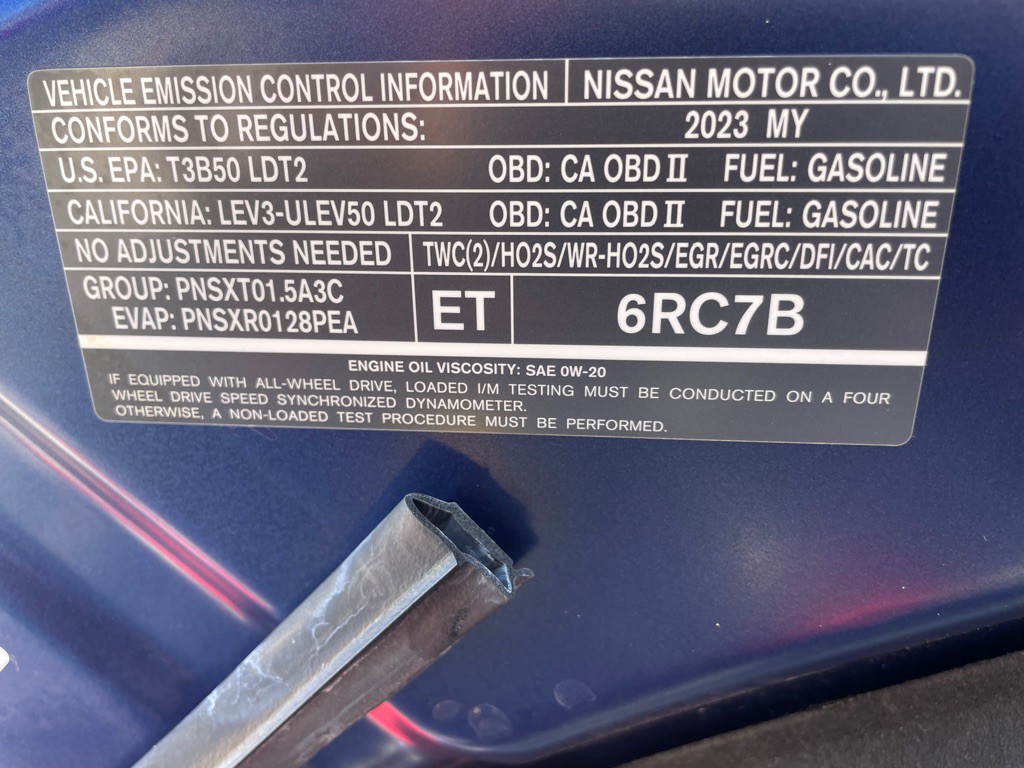 VEHICLE EMISSION CONTROL INFORMATION NISSAN MOTOR CO., LTD.
CONFORMS TO REGULATIONS: 2023 MY
U.S. EPA: T3B50 LDT2 OBD: CA OBD II FUEL: GASOLINE
CALIFORNIA: LEV3-ULEV50 LDT2 OBD: CA OBD II FUEL: GASOLINE
NO ADJUSTMENTS NEEDED TWC(2)/HO2S/WR-HO2S/EGR/EGRC/DFI/CAC/TC
GROUP: PNSXT01.5A3C
EVAP: PNSXR0128PEA
ET 6RC7B
ENGINE OIL VISCOSITY: SAE 0W-20
IF EQUIPPED WITH ALL-WHEEL DRIVE, LOADED I/M TESTING MUST BE CONDUCTED ON A FOUR
WHEEL DRIVE SPEED SYNCHRONIZED DYNAMOMETER.
OTHERWISE, A NON-LOADED TEST PROCEDURE MUST BE PERFORMED.